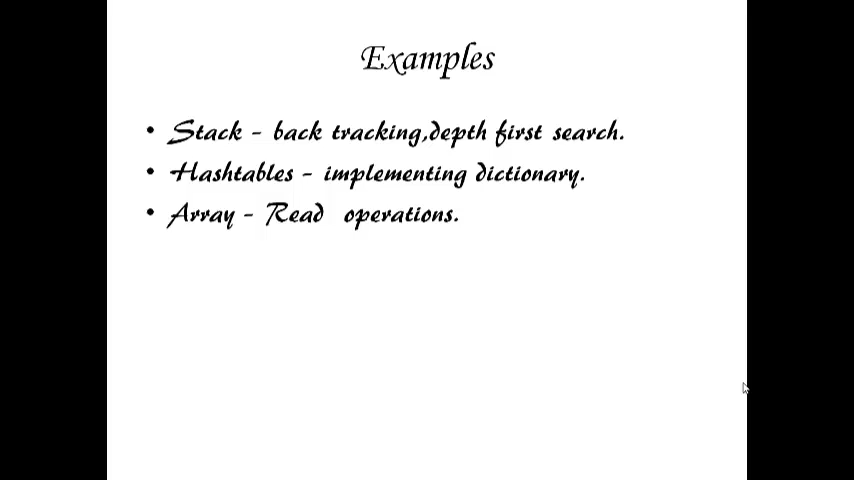 Examples
• Stack - back tracking,depth first search.
• Hashtables - implementing dictionary.
• Array - Read operations.